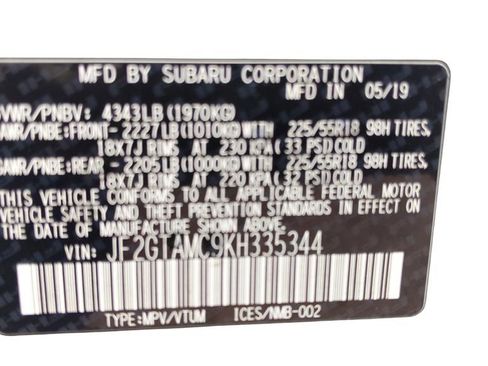 MFD BY SUBARU CORPORATION
MFD IN JAPAN 05/19
GVWR/PNBV: 4343LB(1970KG)
GAWR/PNBE:FRONT-2227LB(1010KG)WITH 225/55R18 98H TIRES,
18X7J RIMS AT 230 KPA(33 PSI)COLD
GAWR/PNBE:REAR -2205LB(1000KG)WITH 225/55R18 98H TIRES,
18X7J RIMS AT 220 KPA(32 PSI)COLD
THIS VEHICLE CONFORMS TO ALL APPLICABLE FEDERAL MOTOR
VEHICLE SAFETY AND THEFT PREVENTION STANDARDS IN EFFECT ON
THE DATE OF MANUFACTURE SHOWN ABOVE.
VIN: JF2GTAMC9KH335344
TYPE:MPV/VTUM ICES/NMB-002